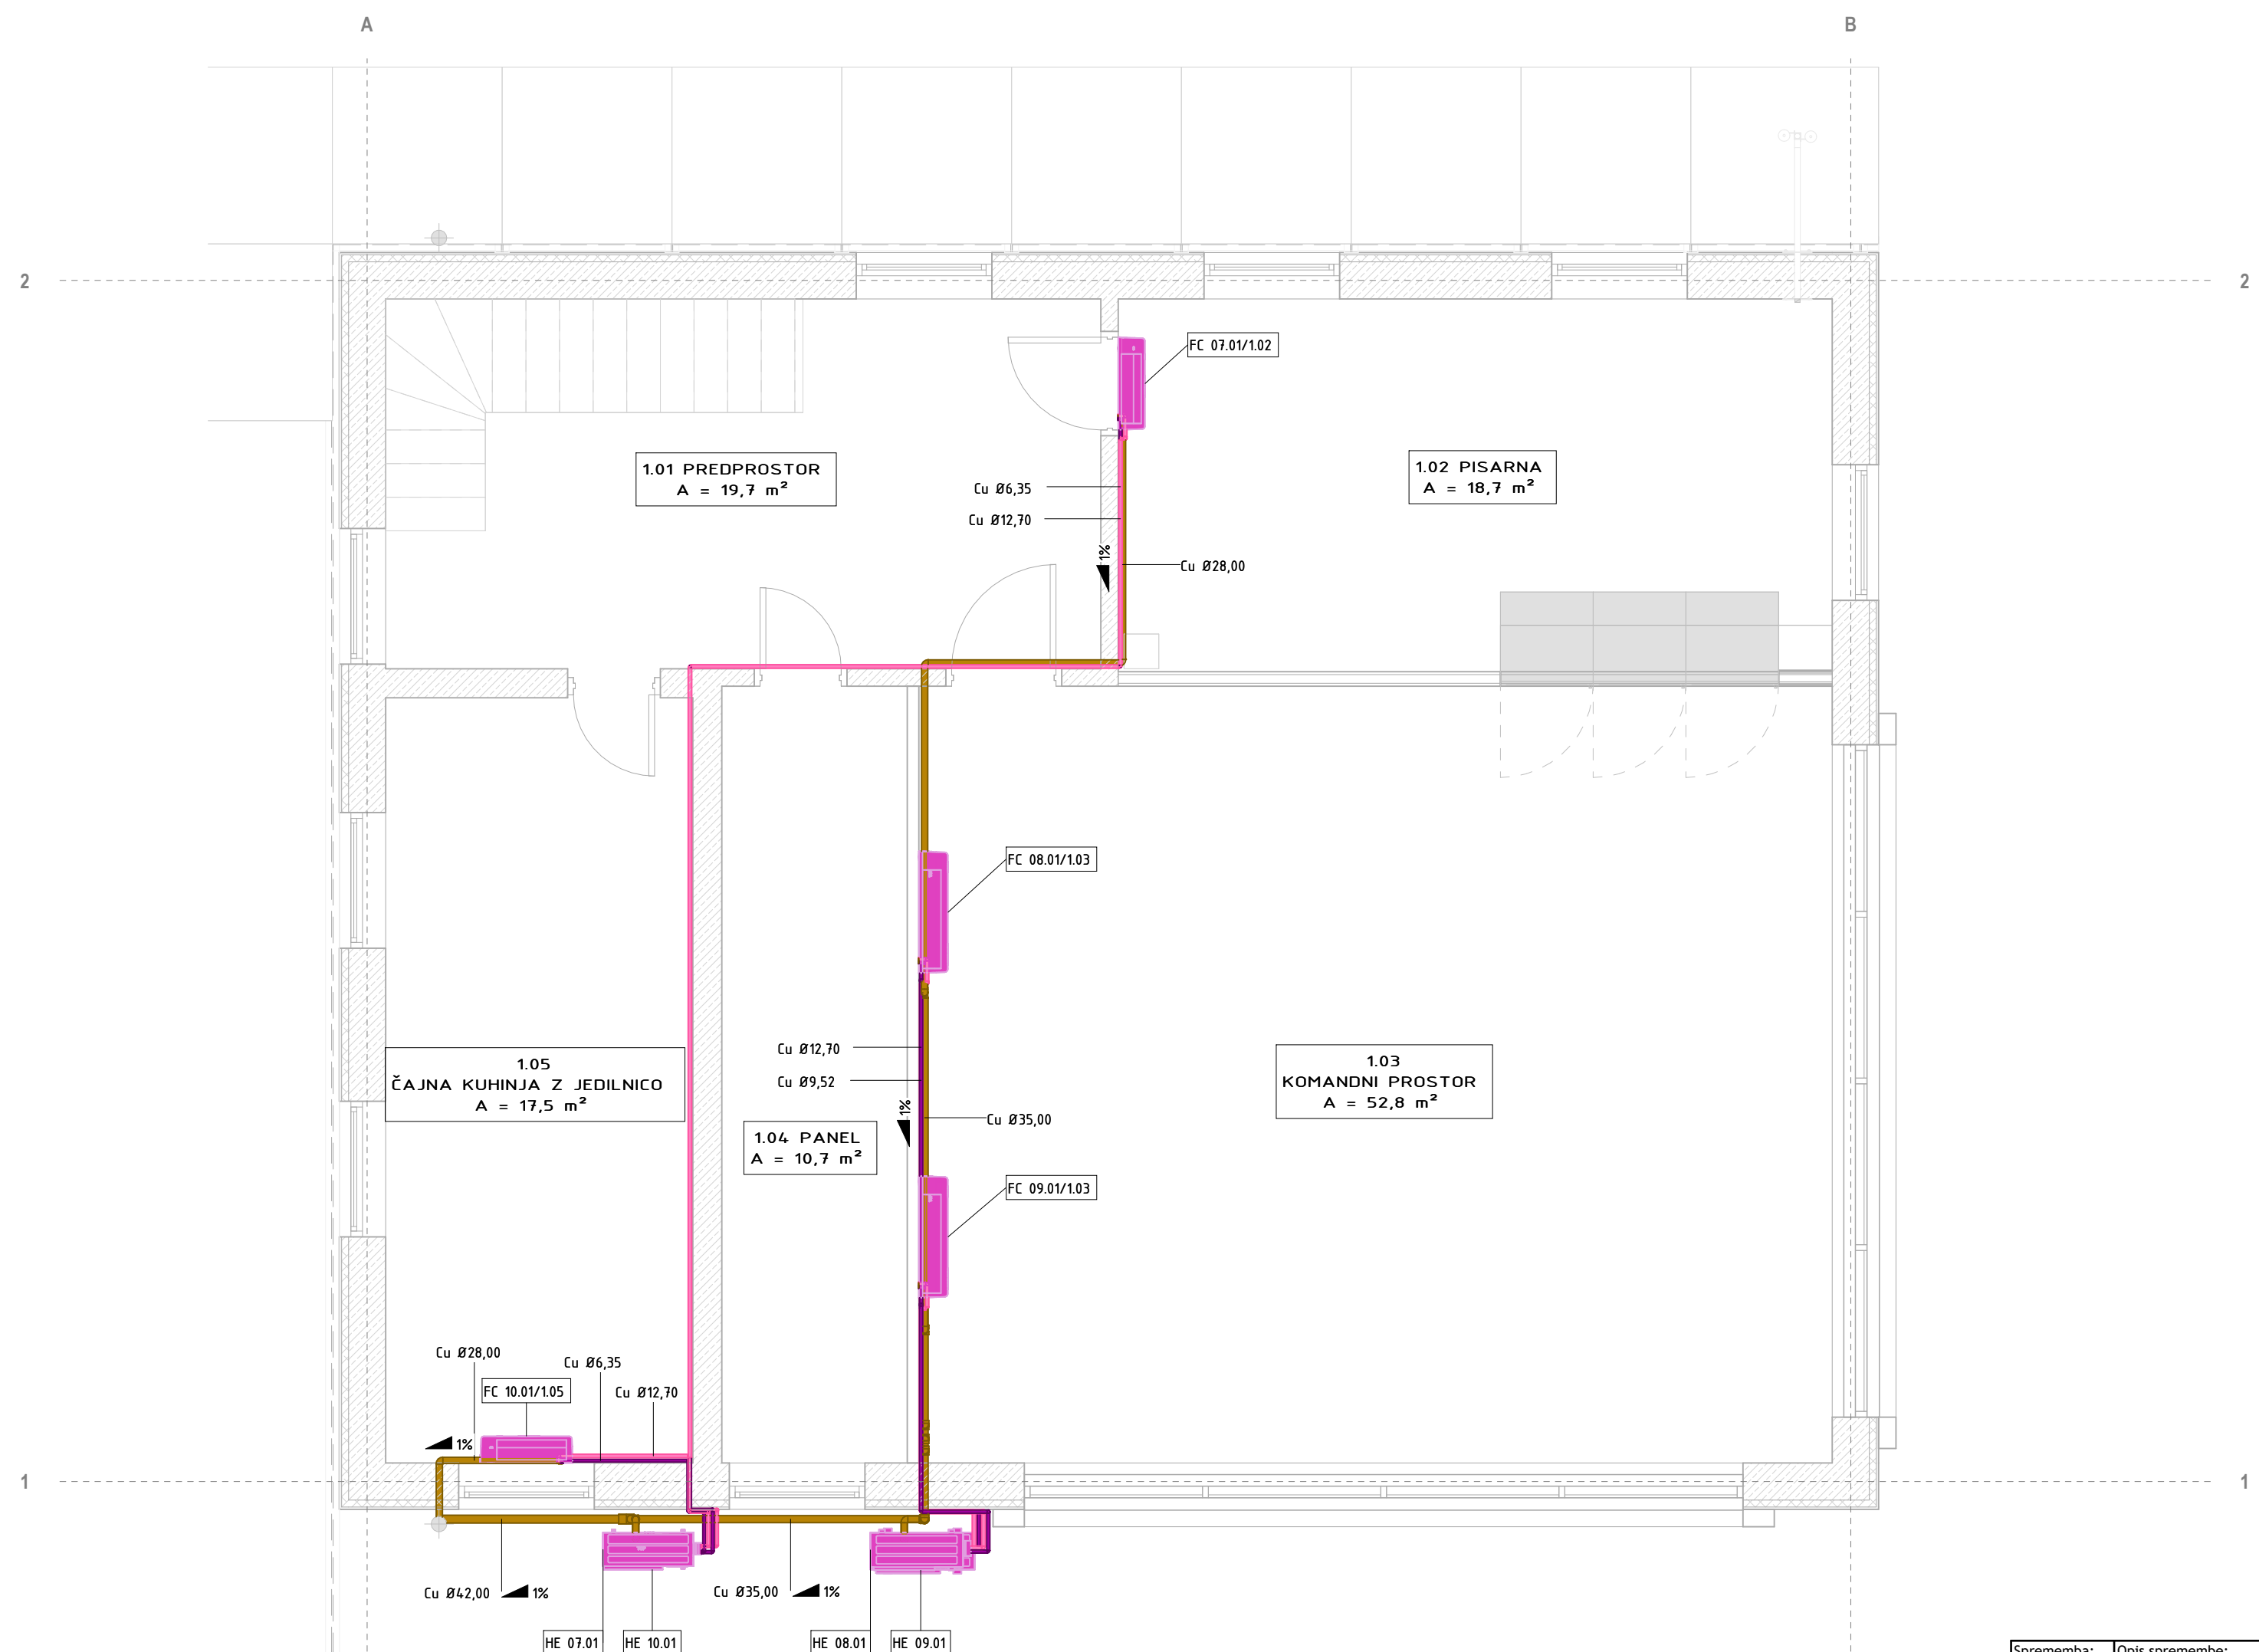 A
B
2
2
FC 07.01/1.02
1.01 PREDPROSTOR
A = 19,7 m²
1.02 PISARNA
A = 18,7 m²
Cu Ø6,35
Cu Ø12,70
1%
Cu Ø28,00
FC 08.01/1.03
Cu Ø12,70
Cu Ø9,52
1%
Cu Ø35,00
1.05
ČAJNA KUHINJA Z JEDILNICO
A = 17,5 m²
1.03
KOMANDNI PROSTOR
A = 52,8 m²
1.04 PANEL
A = 10,7 m²
FC 09.01/1.03
Cu Ø28,00
Cu Ø6,35
FC 10.01/1.05
Cu Ø12,70
1%
1
1
Cu Ø42,00
1%
Cu Ø35,00
1%
HE 07.01
HE 10.01
HE 08.01
HE 09.01
Sprememba:
Opis spremembe: